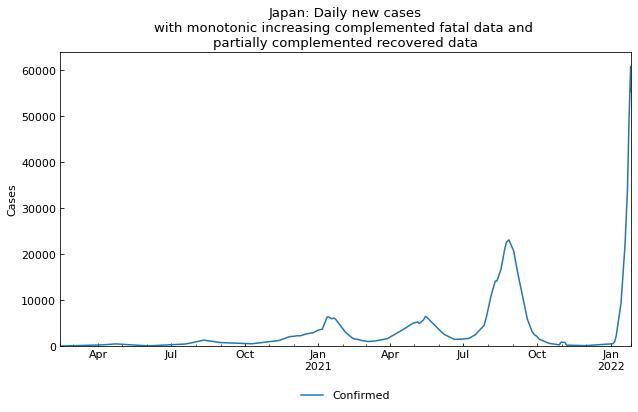 Japan: Daily new cases
with monotonic increasing complemented fatal data and
partially complemented recovered data
60000
50000
40000
30000
20000
10000
0
Cases
Apr
Jul
Oct
Jan
2021
Apr
Jul
Oct
Jan
2022
Confirmed